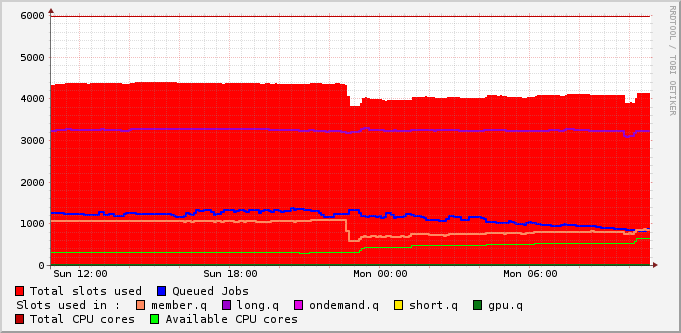 6000
5000
4000
3000
2000
1000
0
Sun 12:00 Sun 18:00 Mon 00:00 Mon 06:00
Total slots used Queued Jobs
Slots used in : member.q long.q ondemand.q short.q gpu.q
Total CPU cores Available CPU cores
RRDTOOL / TOBI OETIKER